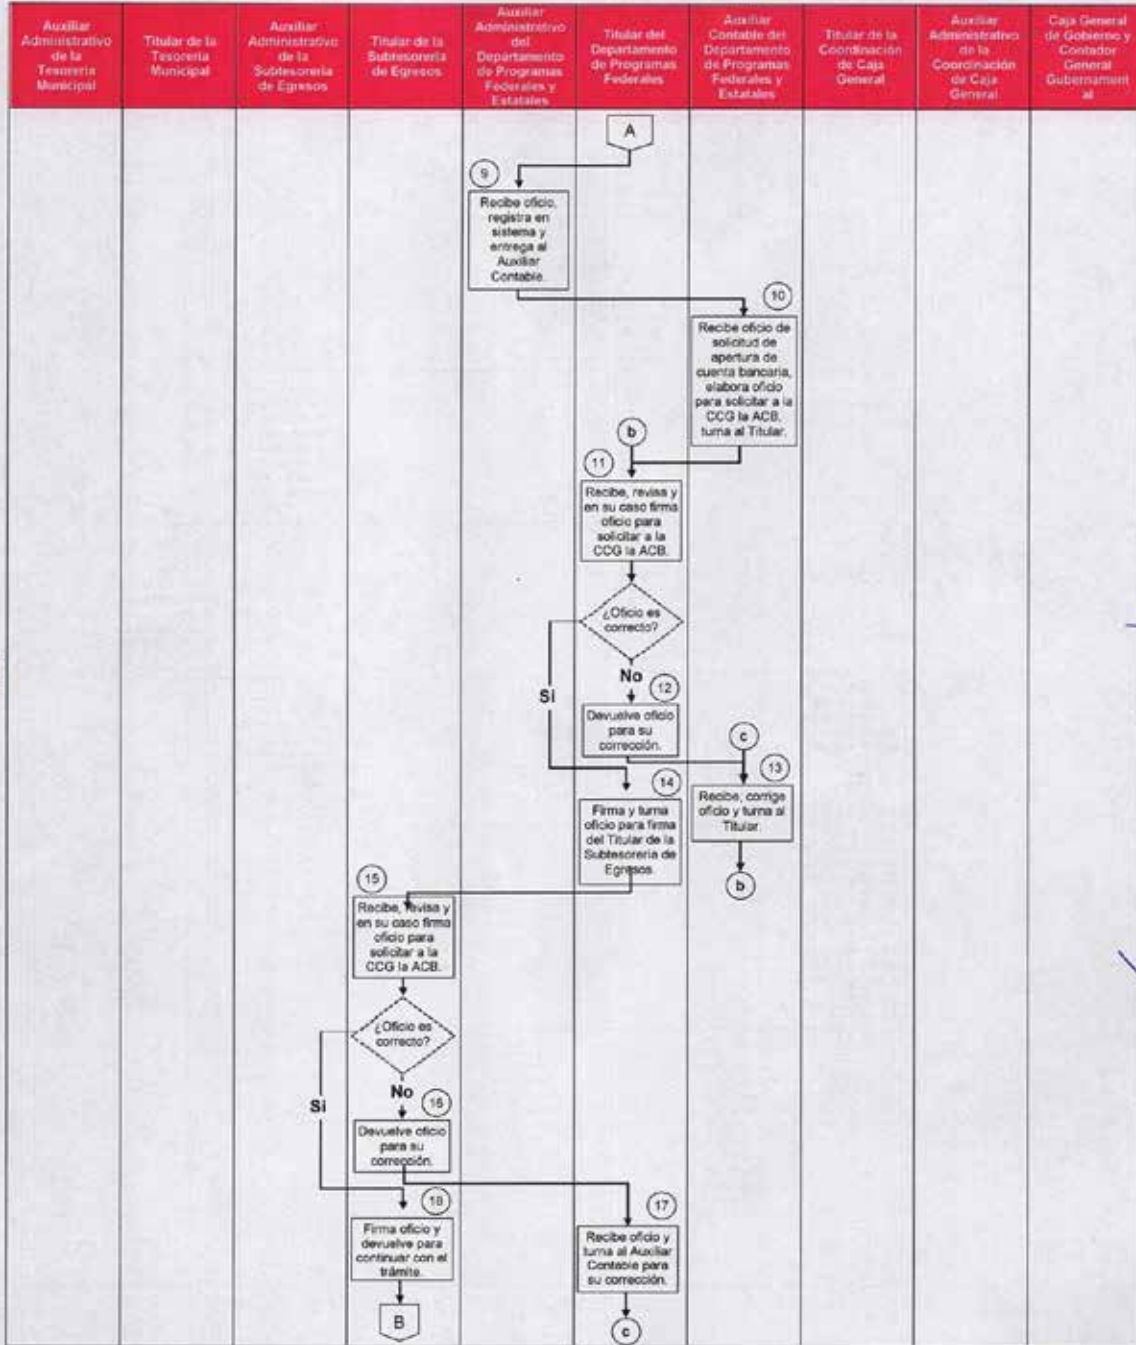 Auxiliar
Administrativo
de la
Tesorería
Municipal
Titular de la
Tesorería
Municipal
Auxiliar
Administrativo
de la
Subtesorería
de Egresos
Titular de la
Subtesorería
de Egresos
Auxiliar
Administrativo
del
Departamento
de Programas
Federales y
Estatales
Titular del
Departamento
de Programas
Federales
Auxiliar
Contable del
Departamento
de Programas
Federales y
Estatales
Titular de la
Coordinación
de Caja
General
Auxiliar
Administrativo
de la
Coordinación
de Caja
General
Caja General
de Gobierno y
Contador
General
Gubernament
al
A
9
Recibe oficio,
registra en
sistema y
entrega al
Auxiliar
Contable.
10
Recibe oficio de
solicitud de
apertura de
cuenta bancaria,
elabora oficio
para solicitar a la
CCG la ACB,
turna al Titular.
b
11
Recibe, revisa y
en su caso firma
oficio para
solicitar a la
CCG la ACB.
¿Oficio es
correcto?
No
Si
12
Devuelve oficio
para su
corrección.
c
13
Recibe, corrige
oficio y turna al
Titular.
b
14
Firma y turna
oficio para firma
del Titular de la
Subtesorería de
Egresos.
15
Recibe, revisa y
en su caso firma
oficio para
solicitar a la
CCG la ACB.
¿Oficio es
correcto?
No
Si
16
Devuelve oficio
para su
corrección.
17
Recibe oficio y
turna al Auxiliar
Contable para
su corrección.
c
18
Firma oficio y
devuelve para
continuar con el
trámite.
B